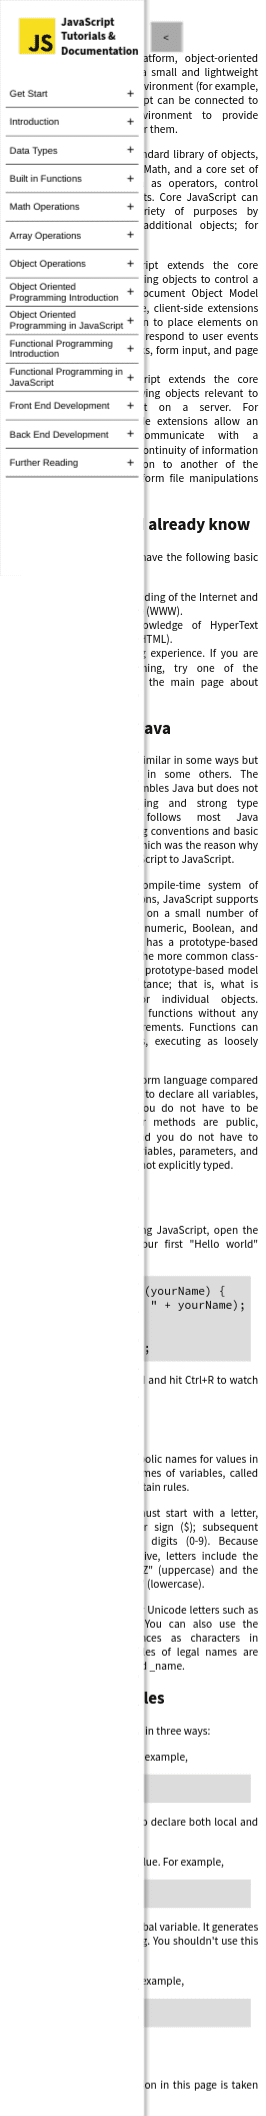 JS
JavaScript
Tutorials &
Documentation
<
Get Start +
Introduction +
Data Types +
Built in Functions +
Math Operations +
Array Operations +
Object Operations +
Object Oriented
Programming Introduction +
Object Oriented
Programming in JavaScript +
Functional Programming
Introduction +
Functional Programming in
JavaScript +
Front End Development +
Back End Development +
Further Reading +
atform, object-oriented
a small and lightweight
vironment (for example,
pt can be connected to
vironment to provide
r them.
ndard library of objects,
Math, and a core set of
as operators, control
ts. Core JavaScript can
riety of purposes by
additional objects; for
ript extends the core
ing objects to control a
ocument Object Model
e, client-side extensions
n to place elements on
respond to user events
s, form input, and page
ript extends the core
ing objects relevant to
t on a server. For
le extensions allow an
ommunicate with a
ontinuity of information
on to another of the
form file manipulations
already know
have the following basic
ding of the Internet and
(WWW).
owledge of HyperText
HTML).
g experience. If you are
ning, try one of the
the main page about
ava
similar in some ways but
in some others. The
mbles Java but does not
ing and strong type
follows most Java
g conventions and basic
hich was the reason why
Script to JavaScript.
ompile-time system of
ons, JavaScript supports
on a small number of
numeric, Boolean, and
has a prototype-based
he more common class-
prototype-based model
tance; that is, what is
or individual objects.
functions without any
rements. Functions can
s, executing as loosely
orm language compared
to declare all variables,
ou do not have to be
r methods are public,
nd you do not have to
riables, parameters, and
not explicitly typed.
ng JavaScript, open the
our first "Hello world"
(yourName) {
" + yourName);
;
l and hit Ctrl+R to watch
bolic names for values in
mes of variables, called
tain rules.
must start with a letter,
r sign ($); subsequent
digits (0-9). Because
ive, letters include the
Z" (uppercase) and the
(lowercase).
Unicode letters such as
You can also use the
nces as characters in
les of legal names are
d _name.
les
in three ways:
example,
o declare both local and
lue. For example,
bal variable. It generates
g. You shouldn't use this
example,
on in this page is taken